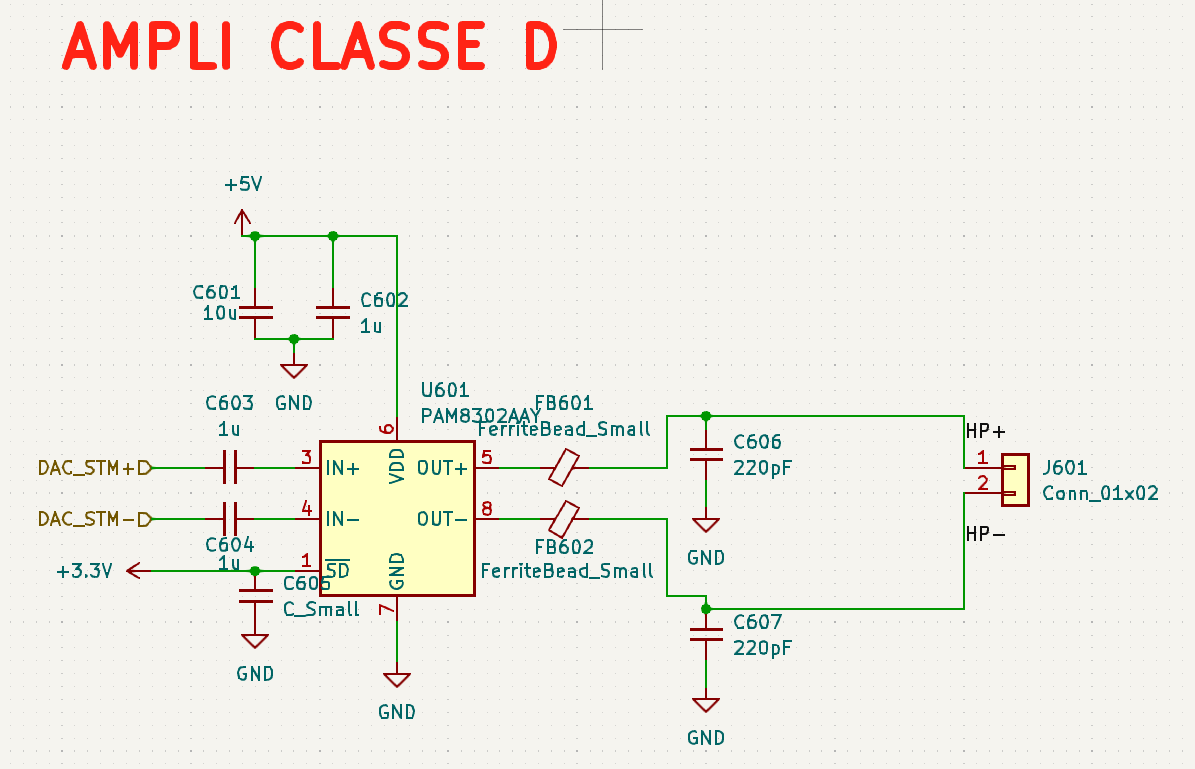 AMPLI CLASSE D
+5V
C601
10u
C602
1u
GND
C603
1u
U601
PAM8302AAY
FB601
FerriteBead_Small
6
DAC_STM+
3
IN+
VDD
OUT+
5
DAC_STM-
4
IN-
OUT-
8
C604
1u
+3.3V
1
SD
GND
7
C605
C_Small
GND
GND
FB602
FerriteBead_Small
C606
220pF
GND
C607
220pF
GND
HP+
1
2
J601
Conn_01x02
HP-